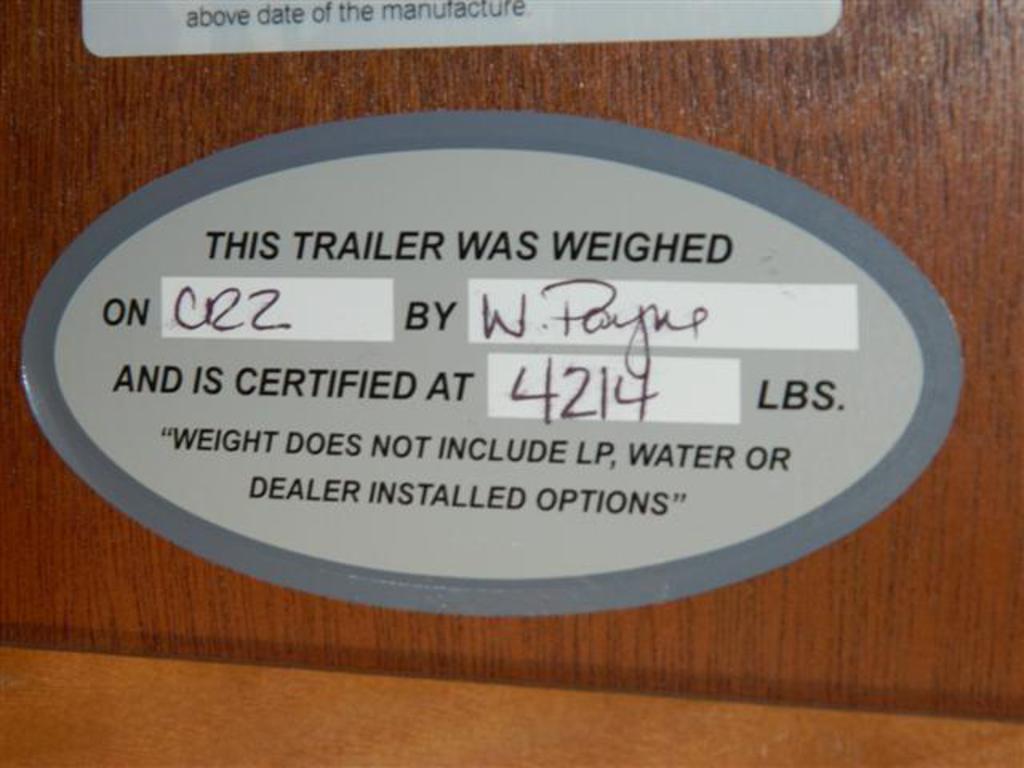 above date of the manufacture.
THIS TRAILER WAS WEIGHED
ON CR2 BY W. Payne
AND IS CERTIFIED AT 4214 LBS.
“WEIGHT DOES NOT INCLUDE LP, WATER OR
DEALER INSTALLED OPTIONS”